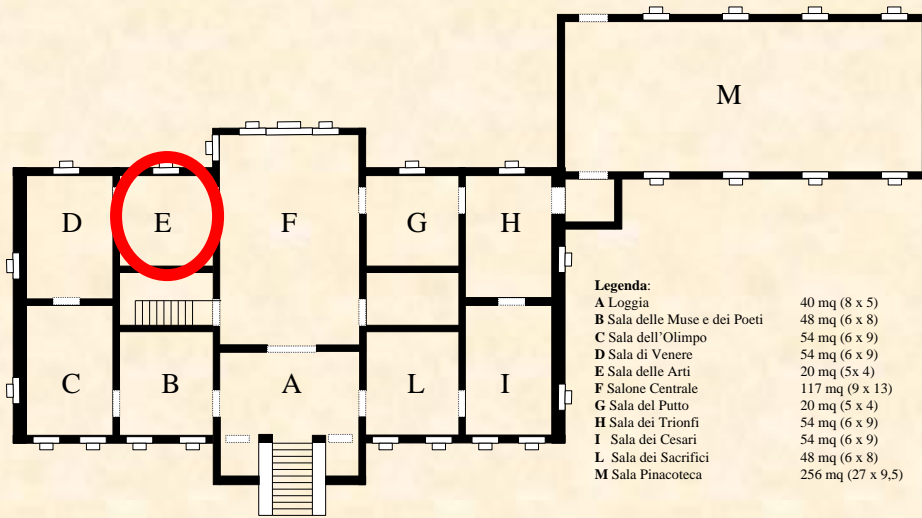 M
D
E
F
G
H
C
B
A
L
I
Legenda:
A Loggia 40 mq (8 x 5)
B Sala delle Muse e dei Poeti 48 mq (6 x 8)
C Sala dell'Olimpo 54 mq (6 x 9)
D Sala di Venere 54 mq (6 x 9)
E Sala delle Arti 20 mq (5x 4)
F Salone Centrale 117 mq (9 x 13)
G Sala del Putto 20 mq (5 x 4)
H Sala dei Trionfi 54 mq (6 x 9)
I Sala dei Cesari 54 mq (6 x 9)
L Sala dei Sacrifici 48 mq (6 x 8)
M Sala Pinacoteca 256 mq (27 x 9,5)